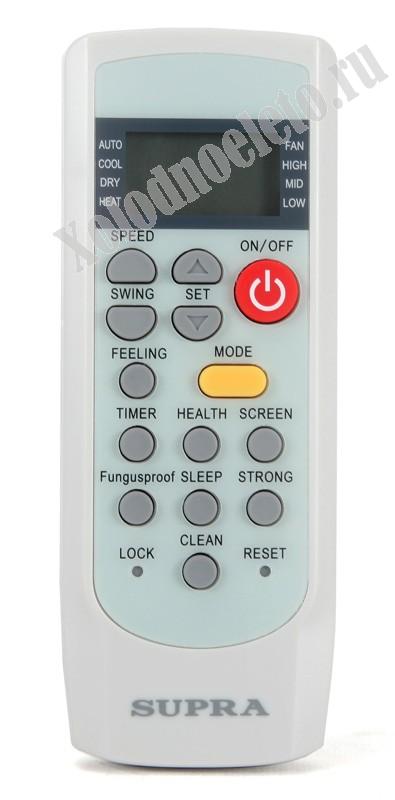 Xolodnoeleto.ru
AUTO FAN
COOL HIGH
DRY MID
HEAT LOW
SPEED ON/OFF
SWING SET
FEELING MODE
TIMER HEALTH SCREEN
Fungusproof SLEEP STRONG
LOCK CLEAN RESET
SUPRA